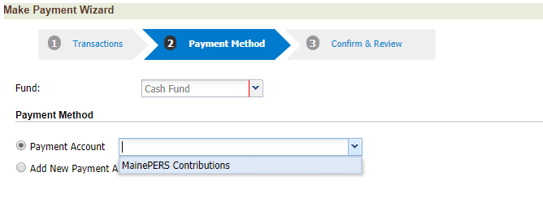 Make Payment Wizard
1 Transactions 2 Payment Method 3 Confirm & Review
Fund: Cash Fund
Payment Method
Payment Account
MainePERS Contributions
Add New Payment A